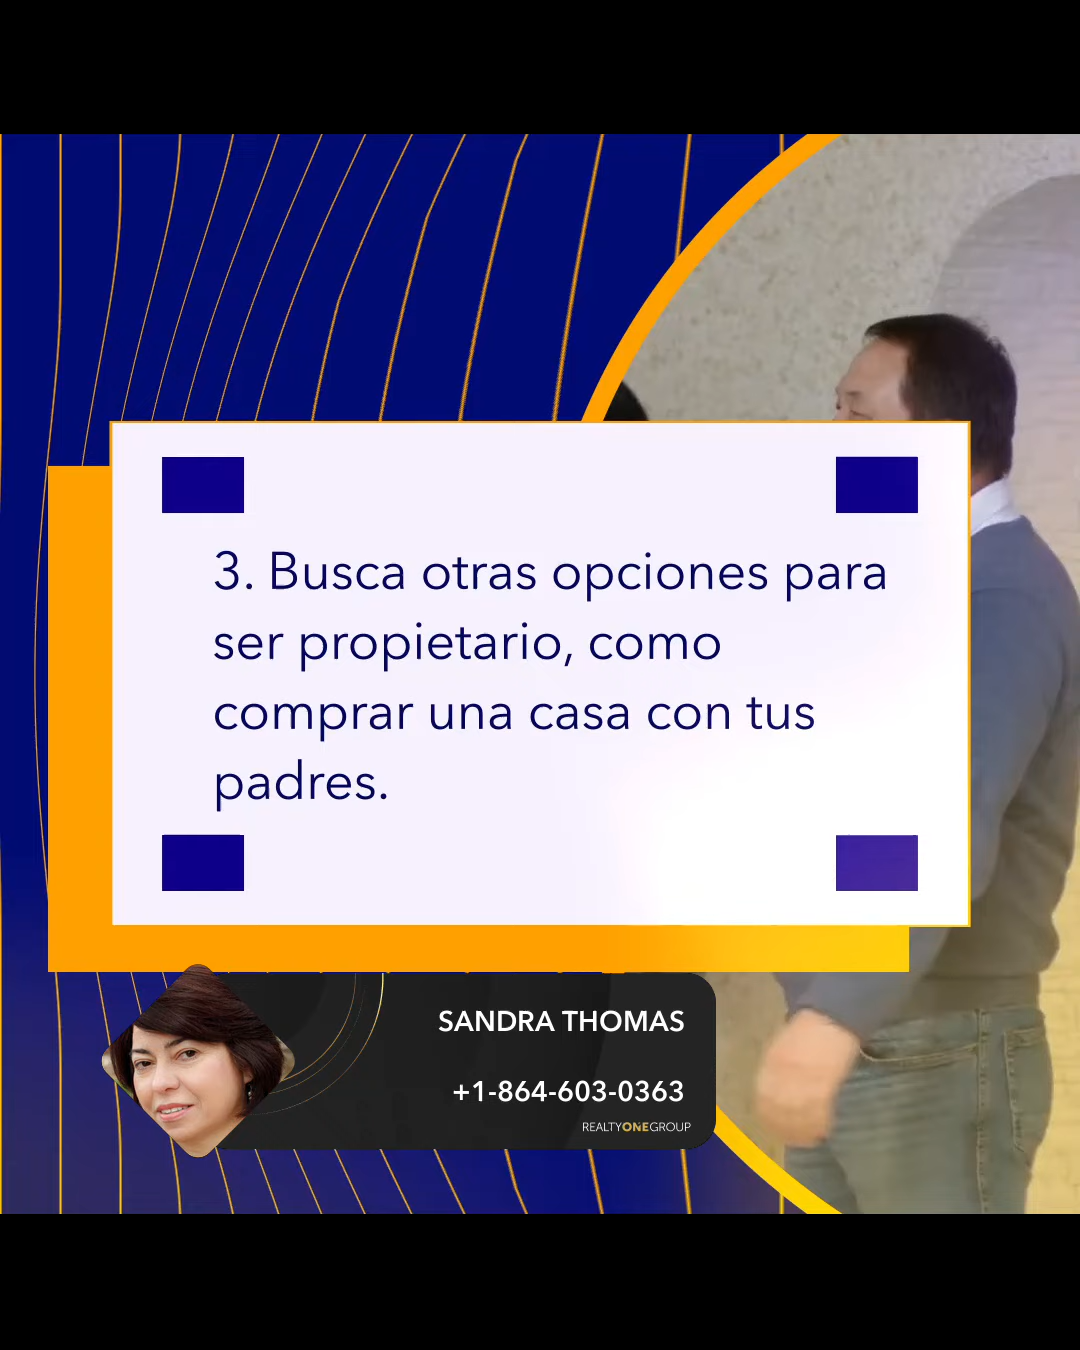 3. Busca otras opciones para
ser propietario, como
comprar una casa con tus
padres.
SANDRA THOMAS
+1-864-603-0363
REALTYONEGROUP